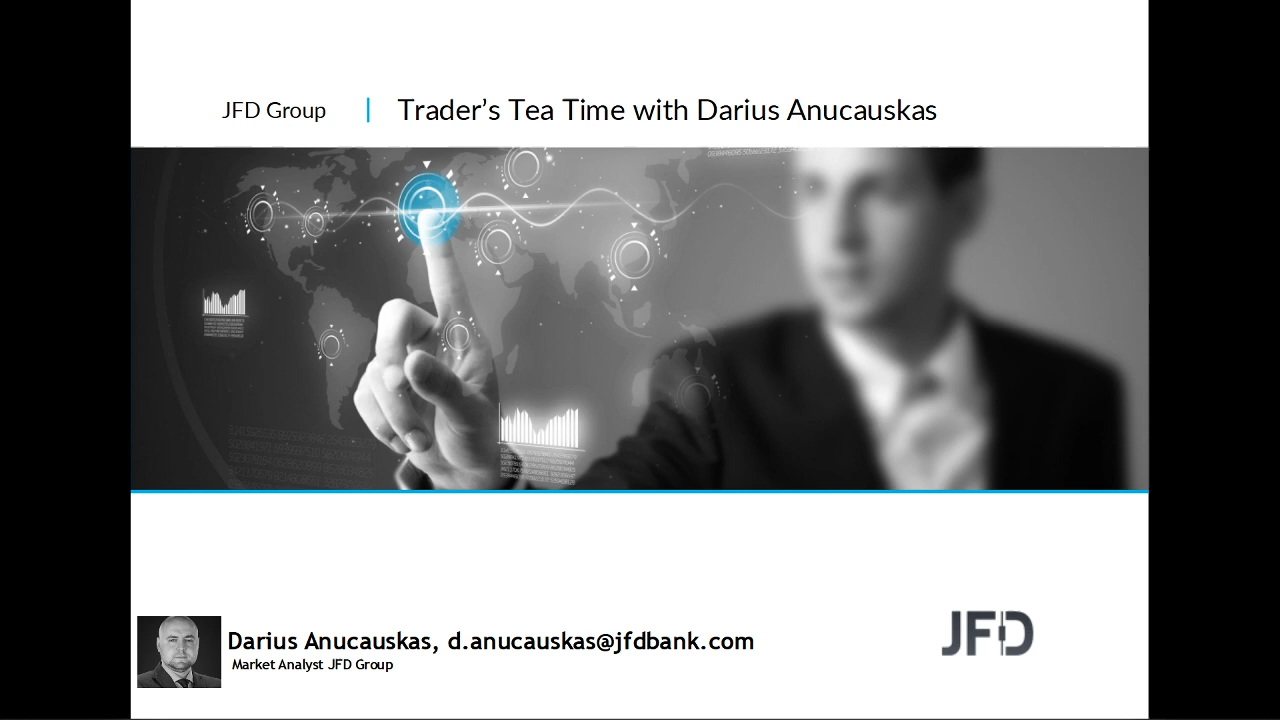 JFD Group | Trader's Tea Time with Darius Anucauskas
Darius Anucauskas, d.anucauskas@jfdbank.com
Market Analyst JFD Group
JFD